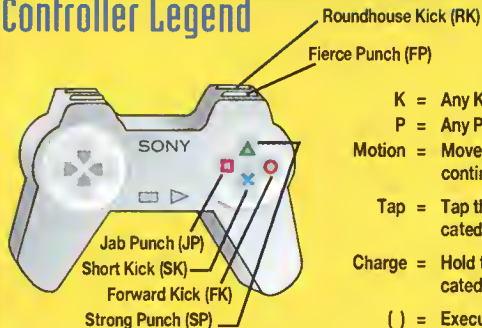 Controller Legend
Roundhouse Kick (RK)
Fierce Punch (FP)
K = Any K
P = Any P
Motion = Move
contin
Tap = Tap th
cated
Charge = Hold t
cated
( ) = Execu
SONY
Jab Punch (JP)
Short Kick (SK)
Forward Kick (FK)
Strong Punch (SP)